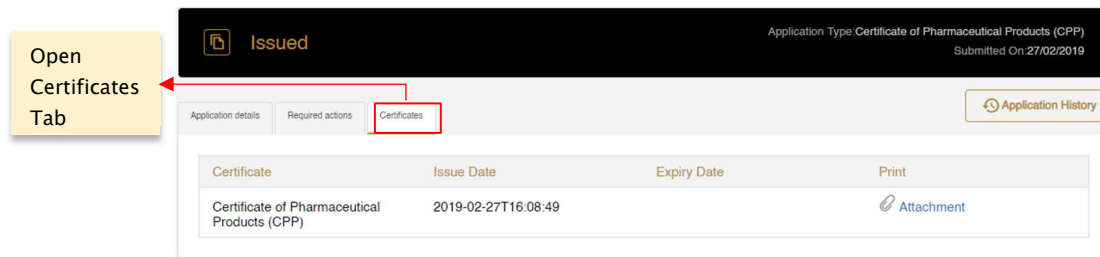 Open
Certificates
Tab
Issued
Application Type:Certificate of Pharmaceutical Products (CPP)
Submitted On:27/02/2019
Application details
Required actions
Certificates
Application History
Certificate
Issue Date
Expiry Date
Print
Certificate of Pharmaceutical
Products (CPP)
2019-02-27T16:08:49
Attachment